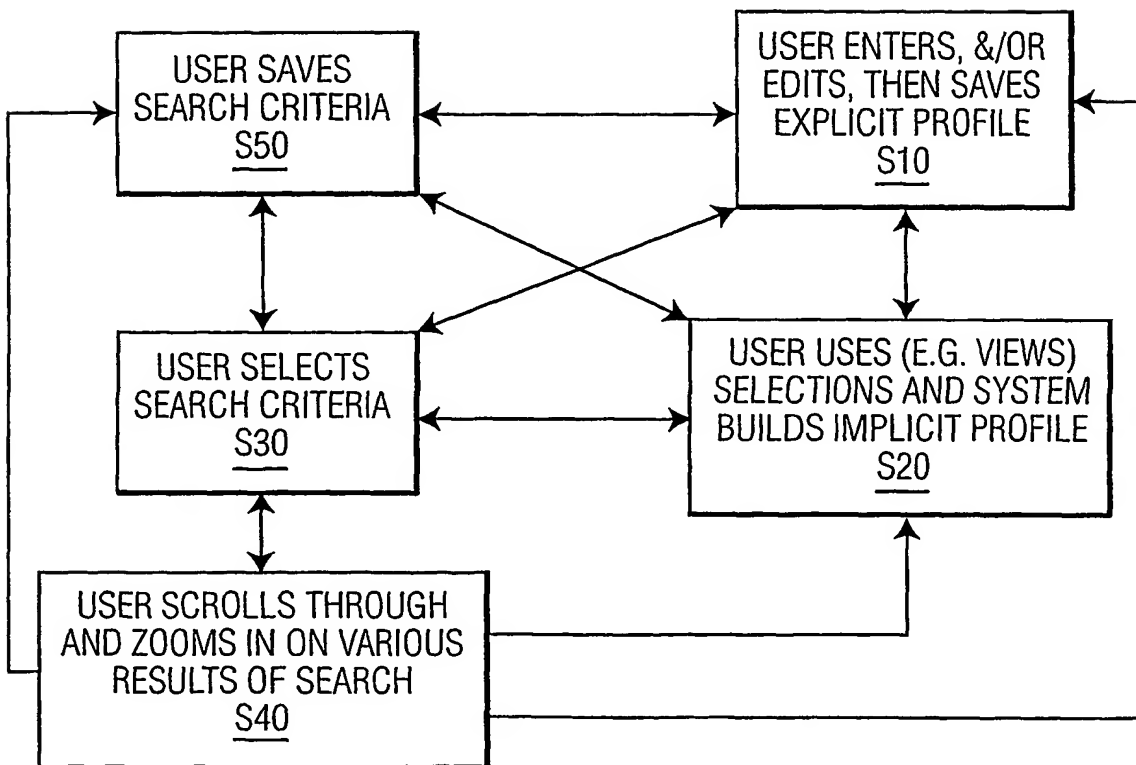 USER SAVES
SEARCH CRITERIA
S50
USER ENTERS, &/OR
EDITS, THEN SAVES
EXPLICIT PROFILE
S10
USER SELECTS
SEARCH CRITERIA
S30
USER USES (E.G. VIEWS)
SELECTIONS AND SYSTEM
BUILDS IMPLICIT PROFILE
S20
USER SCROLLS THROUGH
AND ZOOMS IN ON VARIOUS
RESULTS OF SEARCH
S40